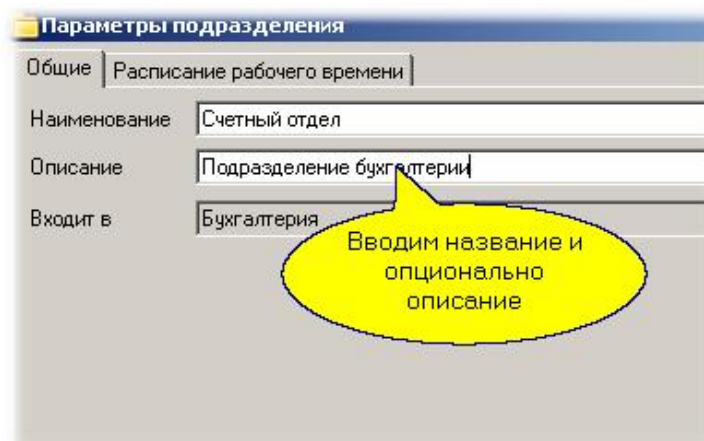 Параметры подразделения
Общие Расписание рабочего времени
Наименование Счетный отдел
Описание Подразделение бухгалтерии
Входит в Бухгалтерия
Вводим название и
опционально
описание